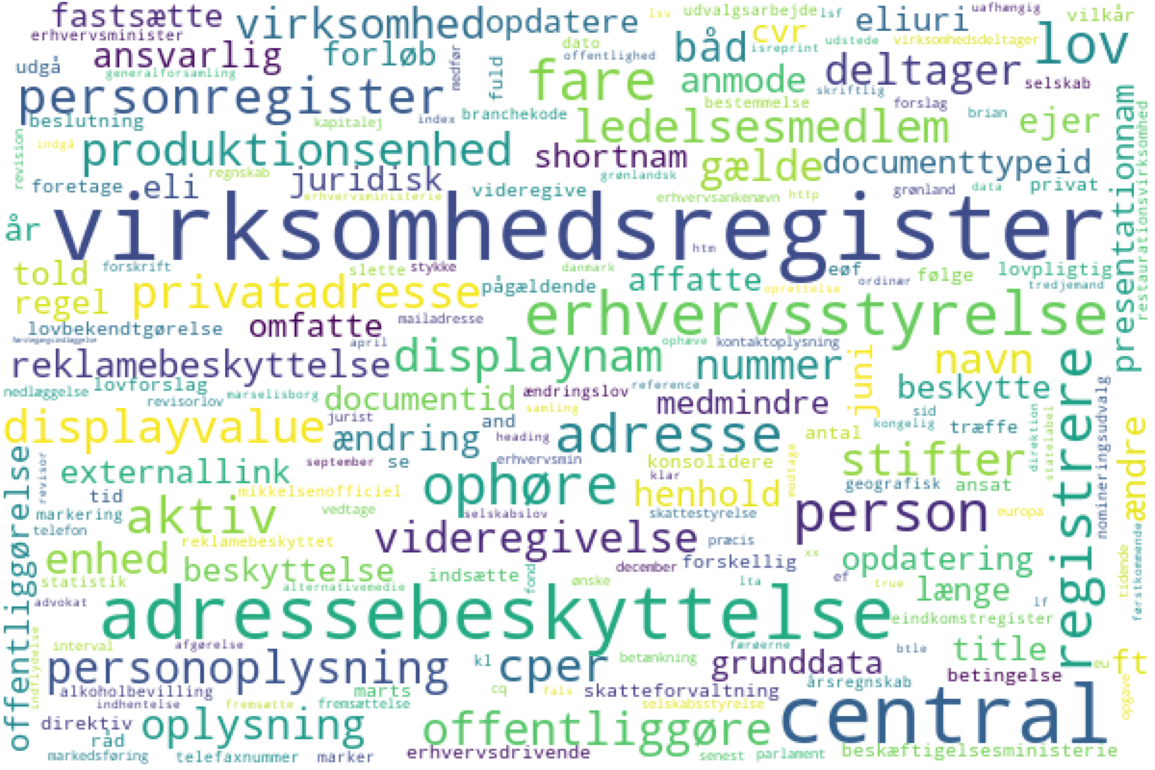 fastsætte virksomhed opdatere lsv udvalgsarbejde lsf eliuri uafhængig vilkår
erhvervsminister ansvarlig forløb dato båd cvr isreprint udstede virksomhedsdeltager lov
udgå generalforsamling medfør fuld offentlighed fare anmode skriftlig deltager selskab
personregister index branchekode bestemmelse forslag brian ejer presentationnam
beslutning kapitalej ledelsesmedlem
revision indgå produktionsenhed regnskab shortnam grønlandsk gælde documenttypeid restaurationsvirksomhed
foretage eli juridisk erhvervsministerie videregive erhvervsankenævn http grønland data privat
år virksomhedsregister htm
told forskrift slette stykke danmark affatte eøf ordinær følge lovpligtig tredjemand
regel privatadresse pågældende oprettelse
lovbekendtgørelse omfatte mailadresse erhvervsstyrelse
april ophæve kontaktoplysning
reklamebeskyttelse displaynam nummer juni navn
nedlæggelse lovforslag revisorlov marselisborg documentid ændringslov reference medmindre beskytte nomineringsudvalg
displayvalue jurist ændring and samling heading adresse antal sid kongelig træffe direktion statelabel registrere ændre
offentliggørelse revisor externallink september se erhvervsmin klar konsolidere modtage stifter
tid mikkelsenofficiel ophøre henhold geografisk ansat
markering telefon aktiv vedtage selskabslov skattestyrelse person europa
reklamebeskyttet videregivelse præcis
enhed beskyttelse indsætte fond december forskellig opdatering tidende førstkommende
statistik alternativemedie ønske lta xx ef true længe
advokat adressebeskyttelse lf eindkomstregister
indflydelse interval afgørelse færøerne btle title
personoplysning kl cper betænkning grunddata årsregnskab betingelse eu ft
alkoholbevilling indhentelse fremsætte marts fremsættelse cq fals skatteforvaltning selskabsstyrelse opgave
direktiv råd oplysning offentliggøre central
markedsføring telefaxnummer marker erhvervsdrivende senest parlament beskæftigelsesministerie